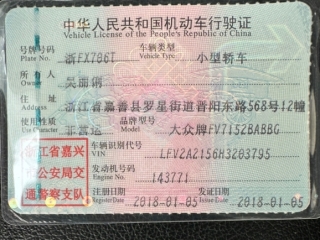 中华人民共和国机动车行驶证
Vehicle License of the People's Republic of China
号牌号码 浙FX786T 车辆类型 小型轿车
Plate No. Vehicle Type
所有人 吴丽钢
Owner
住址 浙江省嘉善县罗星街道晋阳东路568号12幢
使用性质 非营运 品牌型号 大众牌FV7152BABBG
Use Character Model
浙江省嘉兴 车辆识别代号 LFV2A2156H3203795
VIN
市公安局交 发动机号码 143771
Engine No.
通警察支队 注册日期 2018-01-05 发证日期 2018-01-05
Register Date Issue Date